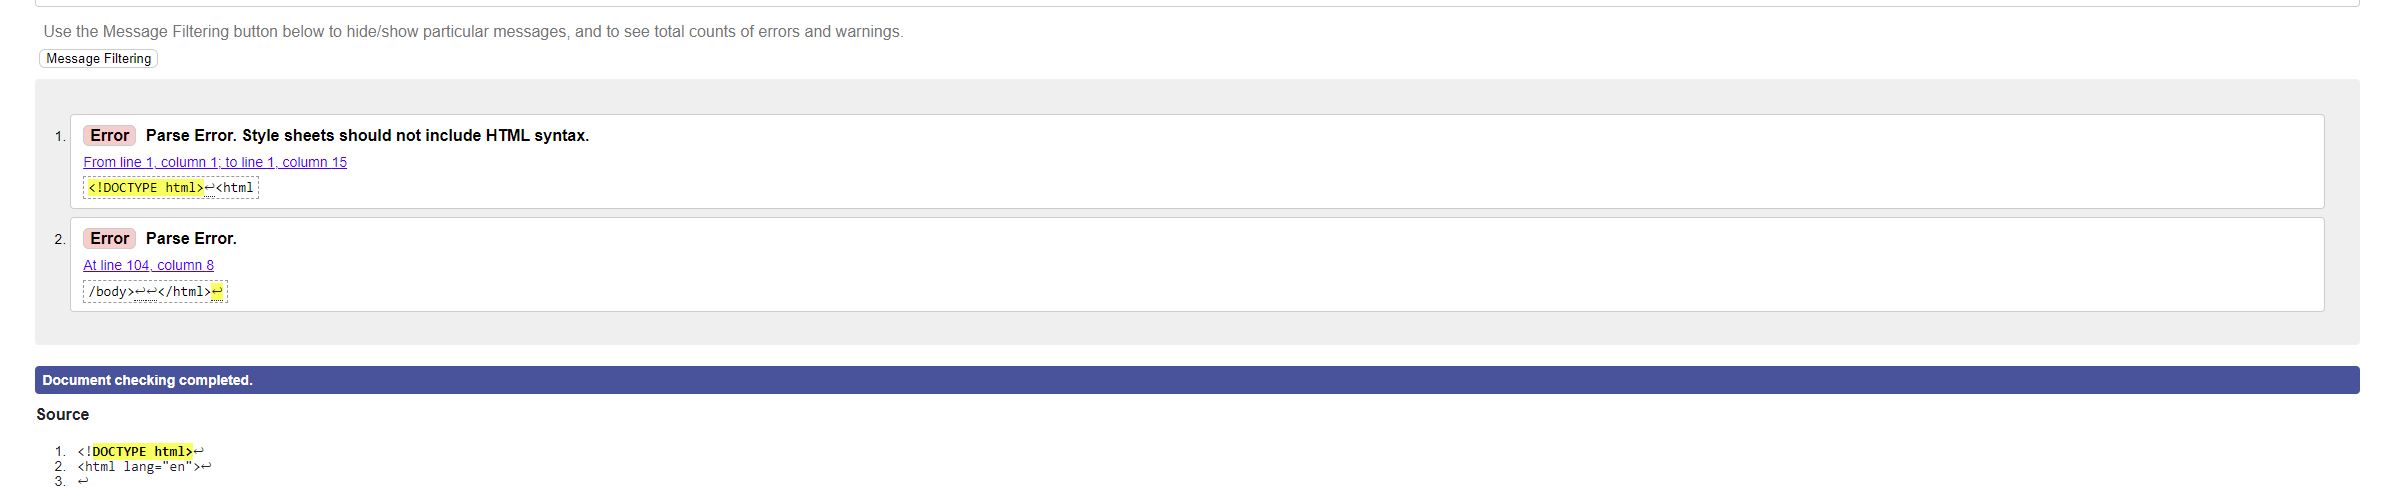 Use the Message Filtering button below to hide/show particular messages, and to see total counts of errors and warnings.
Message Filtering
1. Error Parse Error. Style sheets should not include HTML syntax.
From line 1, column 1; to line 1, column 15
<!DOCTYPE html>↩<html
2. Error Parse Error.
At line 104, column 8
/body>↩↩</html>↩
Document checking completed.
Source
1. <!DOCTYPE html>↩
2. <html lang="en">↩
3. ↩